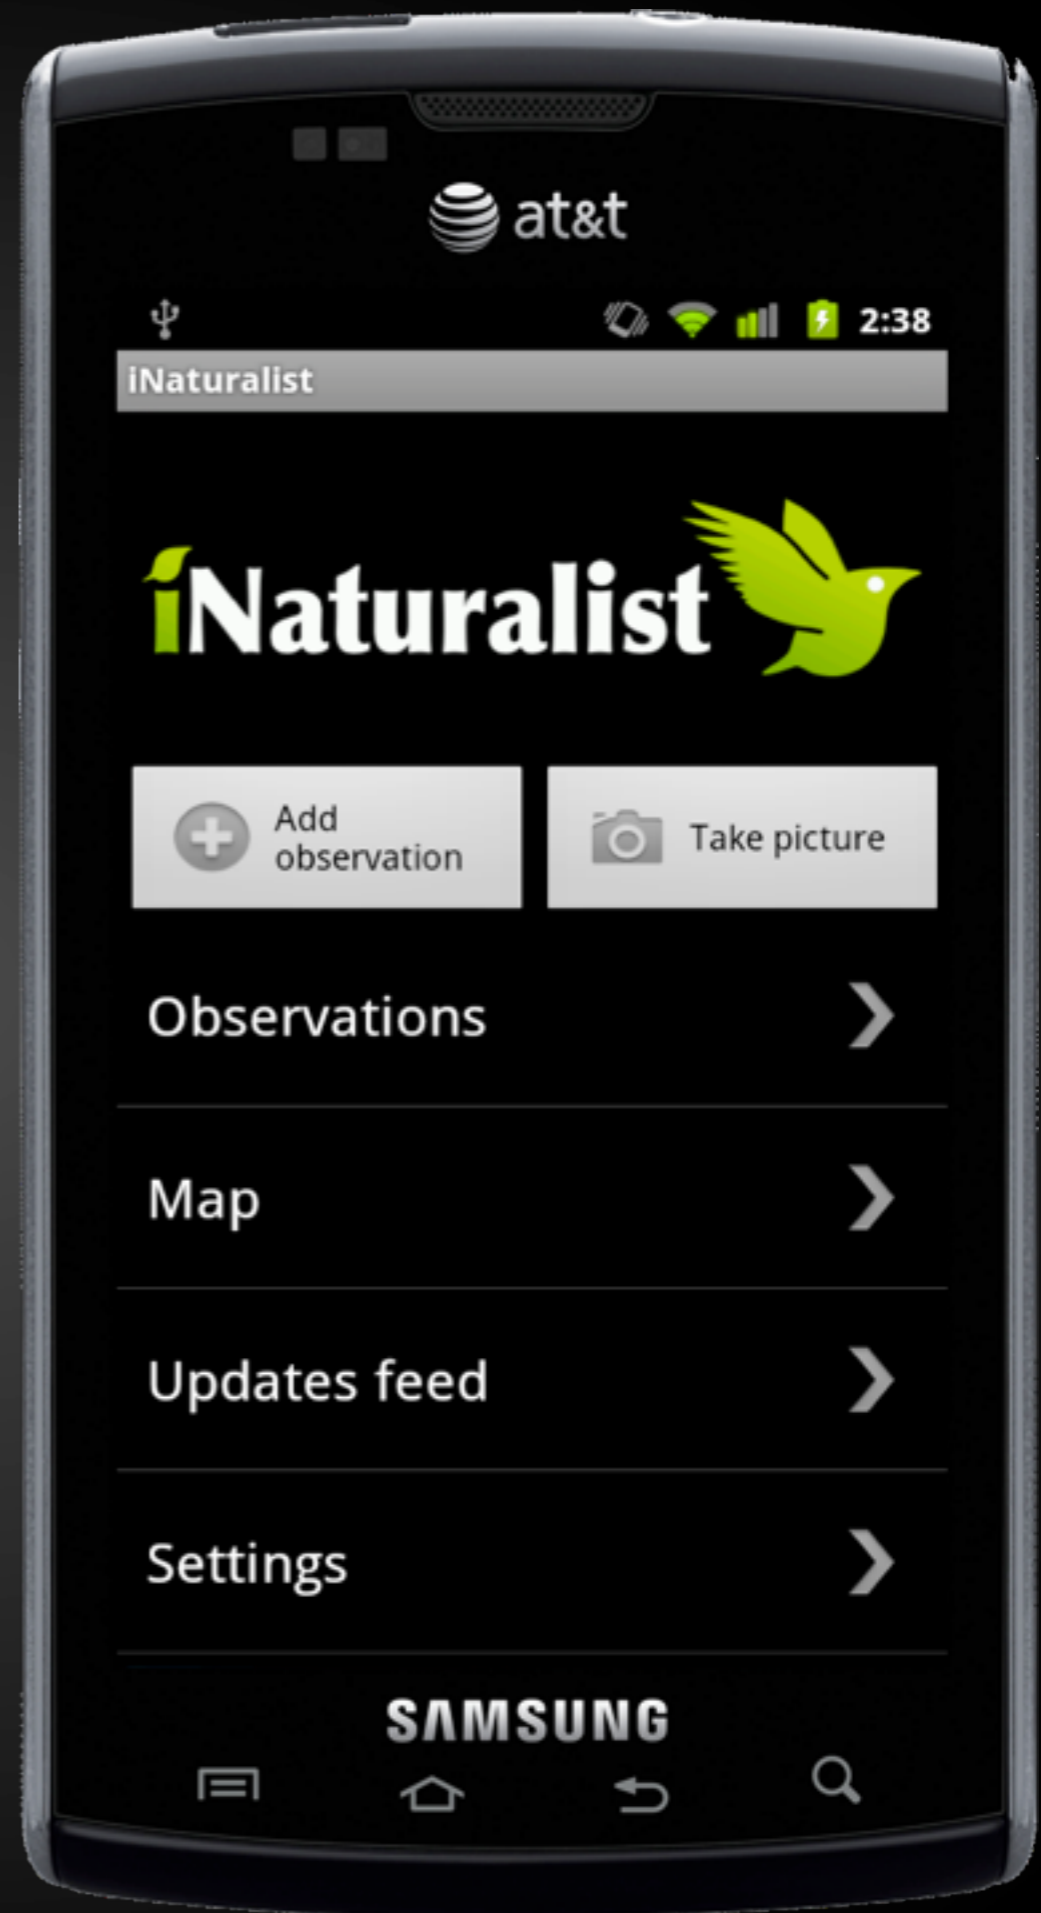 at&t
2:38
iNaturalist
iNaturalist
Add
observation
Take picture
Observations
Map
Updates feed
Settings
SAMSUNG